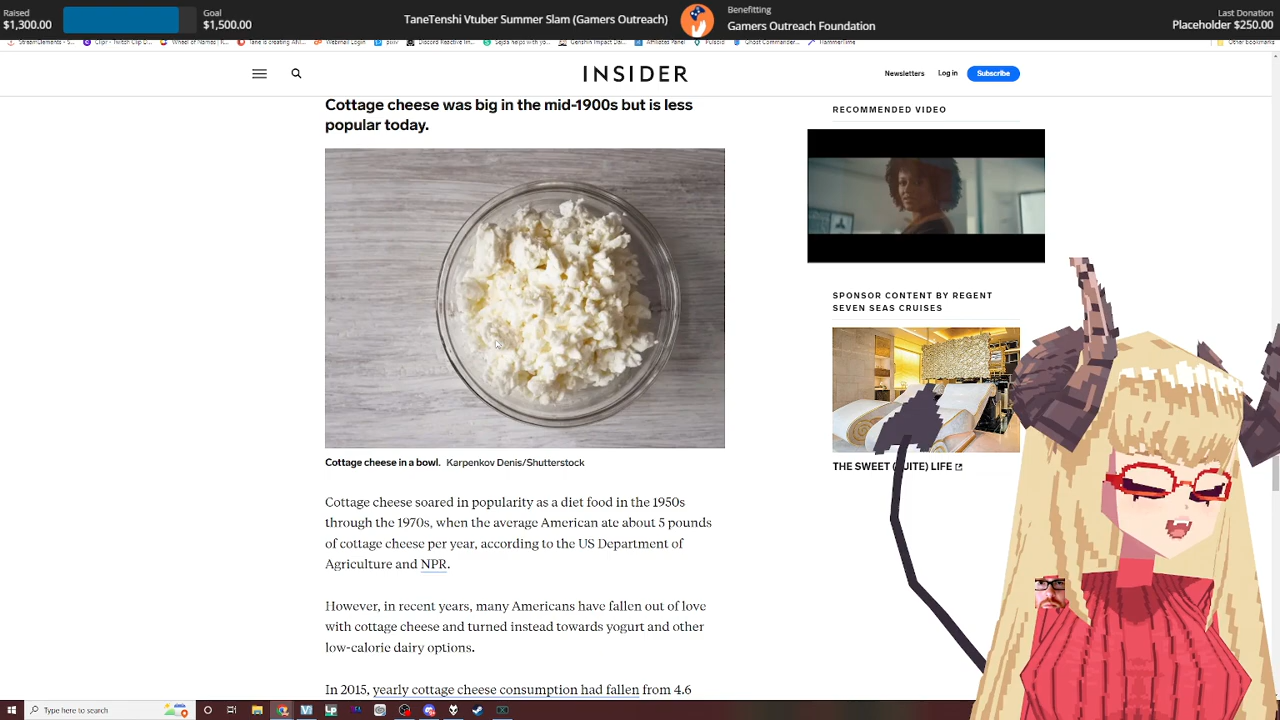 Raised
$1,300.00
Goal
$1,500.00
TaneTenshi Vtuber Summer Slam (Gamers Outreach)
Benefitting
Gamers Outreach Foundation
Last Donation
Placeholder $250.00
INSIDER
Newsletters
Log in
Subscribe
Cottage cheese was big in the mid-1900s but is less
popular today.
RECOMMENDED VIDEO
SPONSOR CONTENT BY REGENT
SEVEN SEAS CRUISES
THE SWEET (SUITE) LIFE
Cottage cheese in a bowl. Karpenkov Denis/Shutterstock
Cottage cheese soared in popularity as a diet food in the 1950s
through the 1970s, when the average American ate about 5 pounds
of cottage cheese per year, according to the US Department of
Agriculture and NPR.
However, in recent years, many Americans have fallen out of love
with cottage cheese and turned instead towards yogurt and other
low-calorie dairy options.
In 2015, yearly cottage cheese consumption had fallen from 4.6
Type here to search